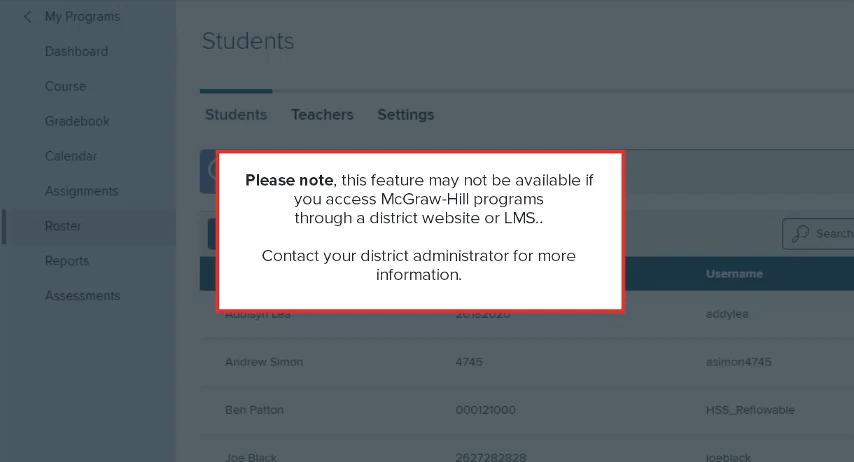 My Programs
Dashboard
Course
Gradebook
Calendar
Assignments
Roster
Reports
Assessments
Students
Students Teachers Settings
Please note, this feature may not be available if
you access McGraw-Hill programs
through a district website or LMS..
Contact your district administrator for more
information.
Search
Username
Addisyn Lea 20182020 addylea
Andrew Simon 4745 asimon4745
Ben Patton 000121000 HSS_Reflowable
Joe Black 2627282828 joeblack